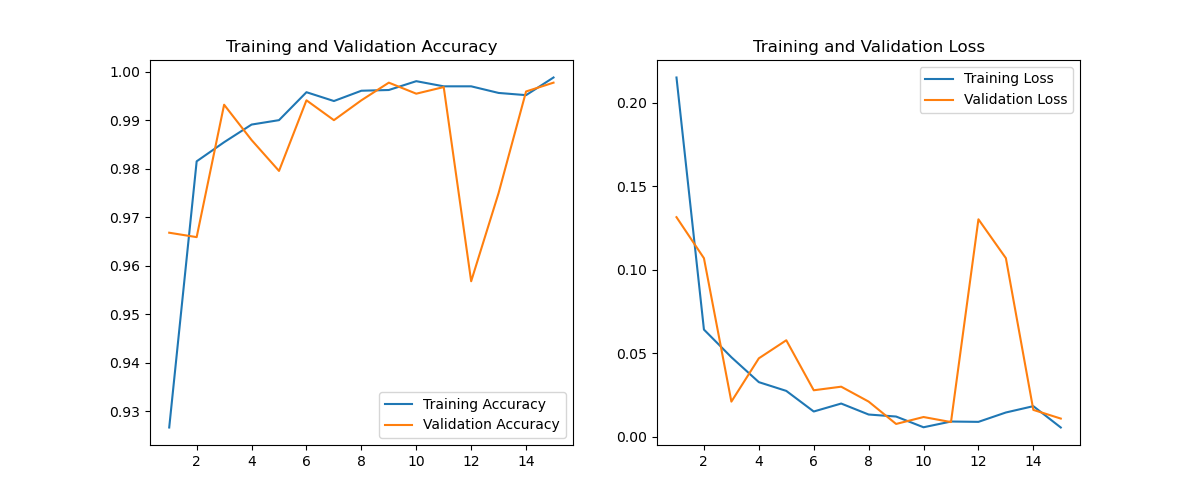 Training and Validation Accuracy
1.00
0.99
0.98
0.97
0.96
0.95
0.94
0.93
2 4 6 8 10 12 14
Training Accuracy
Validation Accuracy
Training and Validation Loss
0.20
0.15
0.10
0.05
0.00
2 4 6 8 10 12 14
Training Loss
Validation Loss